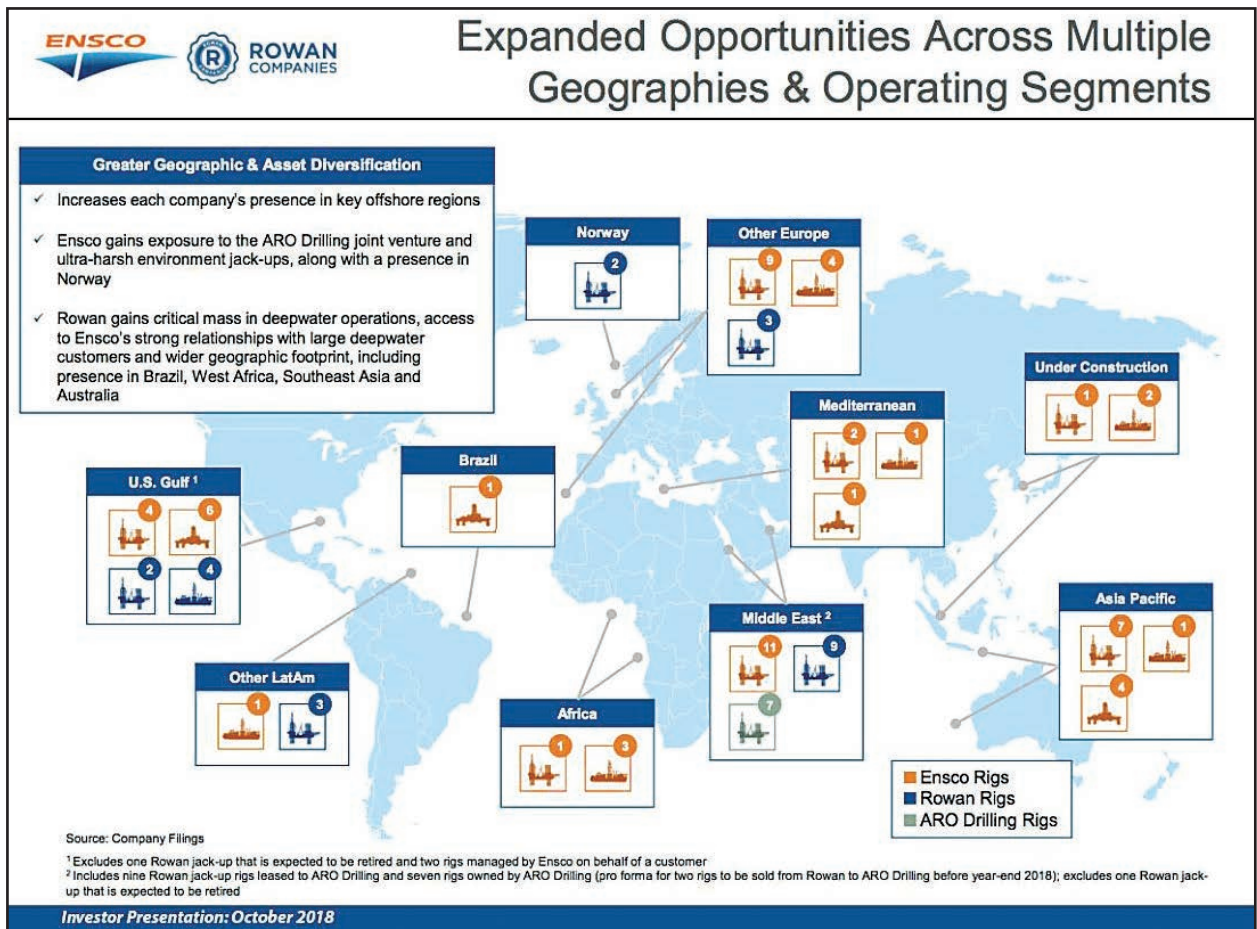 ENSCO
ROWAN
COMPANIES
R
Expanded Opportunities Across Multiple
Geographies & Operating Segments
Greater Geographic & Asset Diversification
✓ Increases each company's presence in key offshore regions
✓ Ensco gains exposure to the ARO Drilling joint venture and
ultra-harsh environment jack-ups, along with a presence in
Norway
✓ Rowan gains critical mass in deepwater operations, access
to Ensco's strong relationships with large deepwater
customers and wider geographic footprint, including
presence in Brazil, West Africa, Southeast Asia and
Australia
Norway
2
Other Europe
9 4
3
Under Construction
1 2
Mediterranean
2 1
1
Brazil
1
U.S. Gulf 1
4 6
2 4
Asia Pacific
7 1
4
Middle East 2
11 9
7
Other LatAm
1 3
Africa
1 3
Ensco Rigs
Rowan Rigs
ARO Drilling Rigs
Source: Company Filings
1 Excludes one Rowan jack-up that is expected to be retired and two rigs managed by Ensco on behalf of a customer
2 Includes nine Rowan jack-up rigs leased to ARO Drilling and seven rigs owned by ARO Drilling (pro forma for two rigs to be sold from Rowan to ARO Drilling before year-end 2018); excludes one Rowan jack-
up that is expected to be retired
Investor Presentation: October 2018